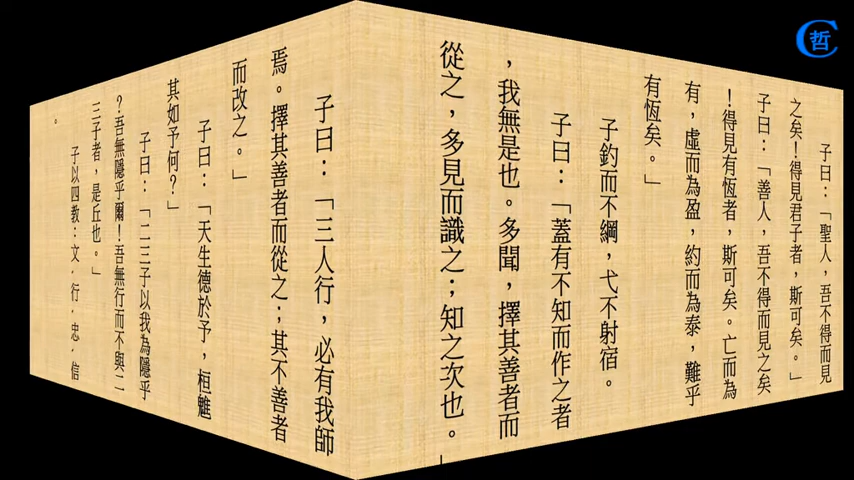 子曰：「三人行，必有我師
焉。擇其善者而從之；其不善者
而改之。」
子曰：「天生德於予，桓魋
其如予何？」
子曰：「二三子以我為隱乎
？吾無隱乎爾！吾無行而不與二
三子者，是丘也。」
子以四教：文．行．忠．信
。
子曰：「聖人，吾不得而見
之矣！得見君子者，斯可矣。」
子曰：「善人，吾不得而見之矣
！得見有恆者，斯可矣。亡而為
有，虛而為盈，約而為泰，難乎
有恆矣。」
子釣而不綱，弋不射宿。
子曰：「蓋有不知而作之者
，我無是也。多聞，擇其善者而
從之，多見而識之；知之次也。」
哲